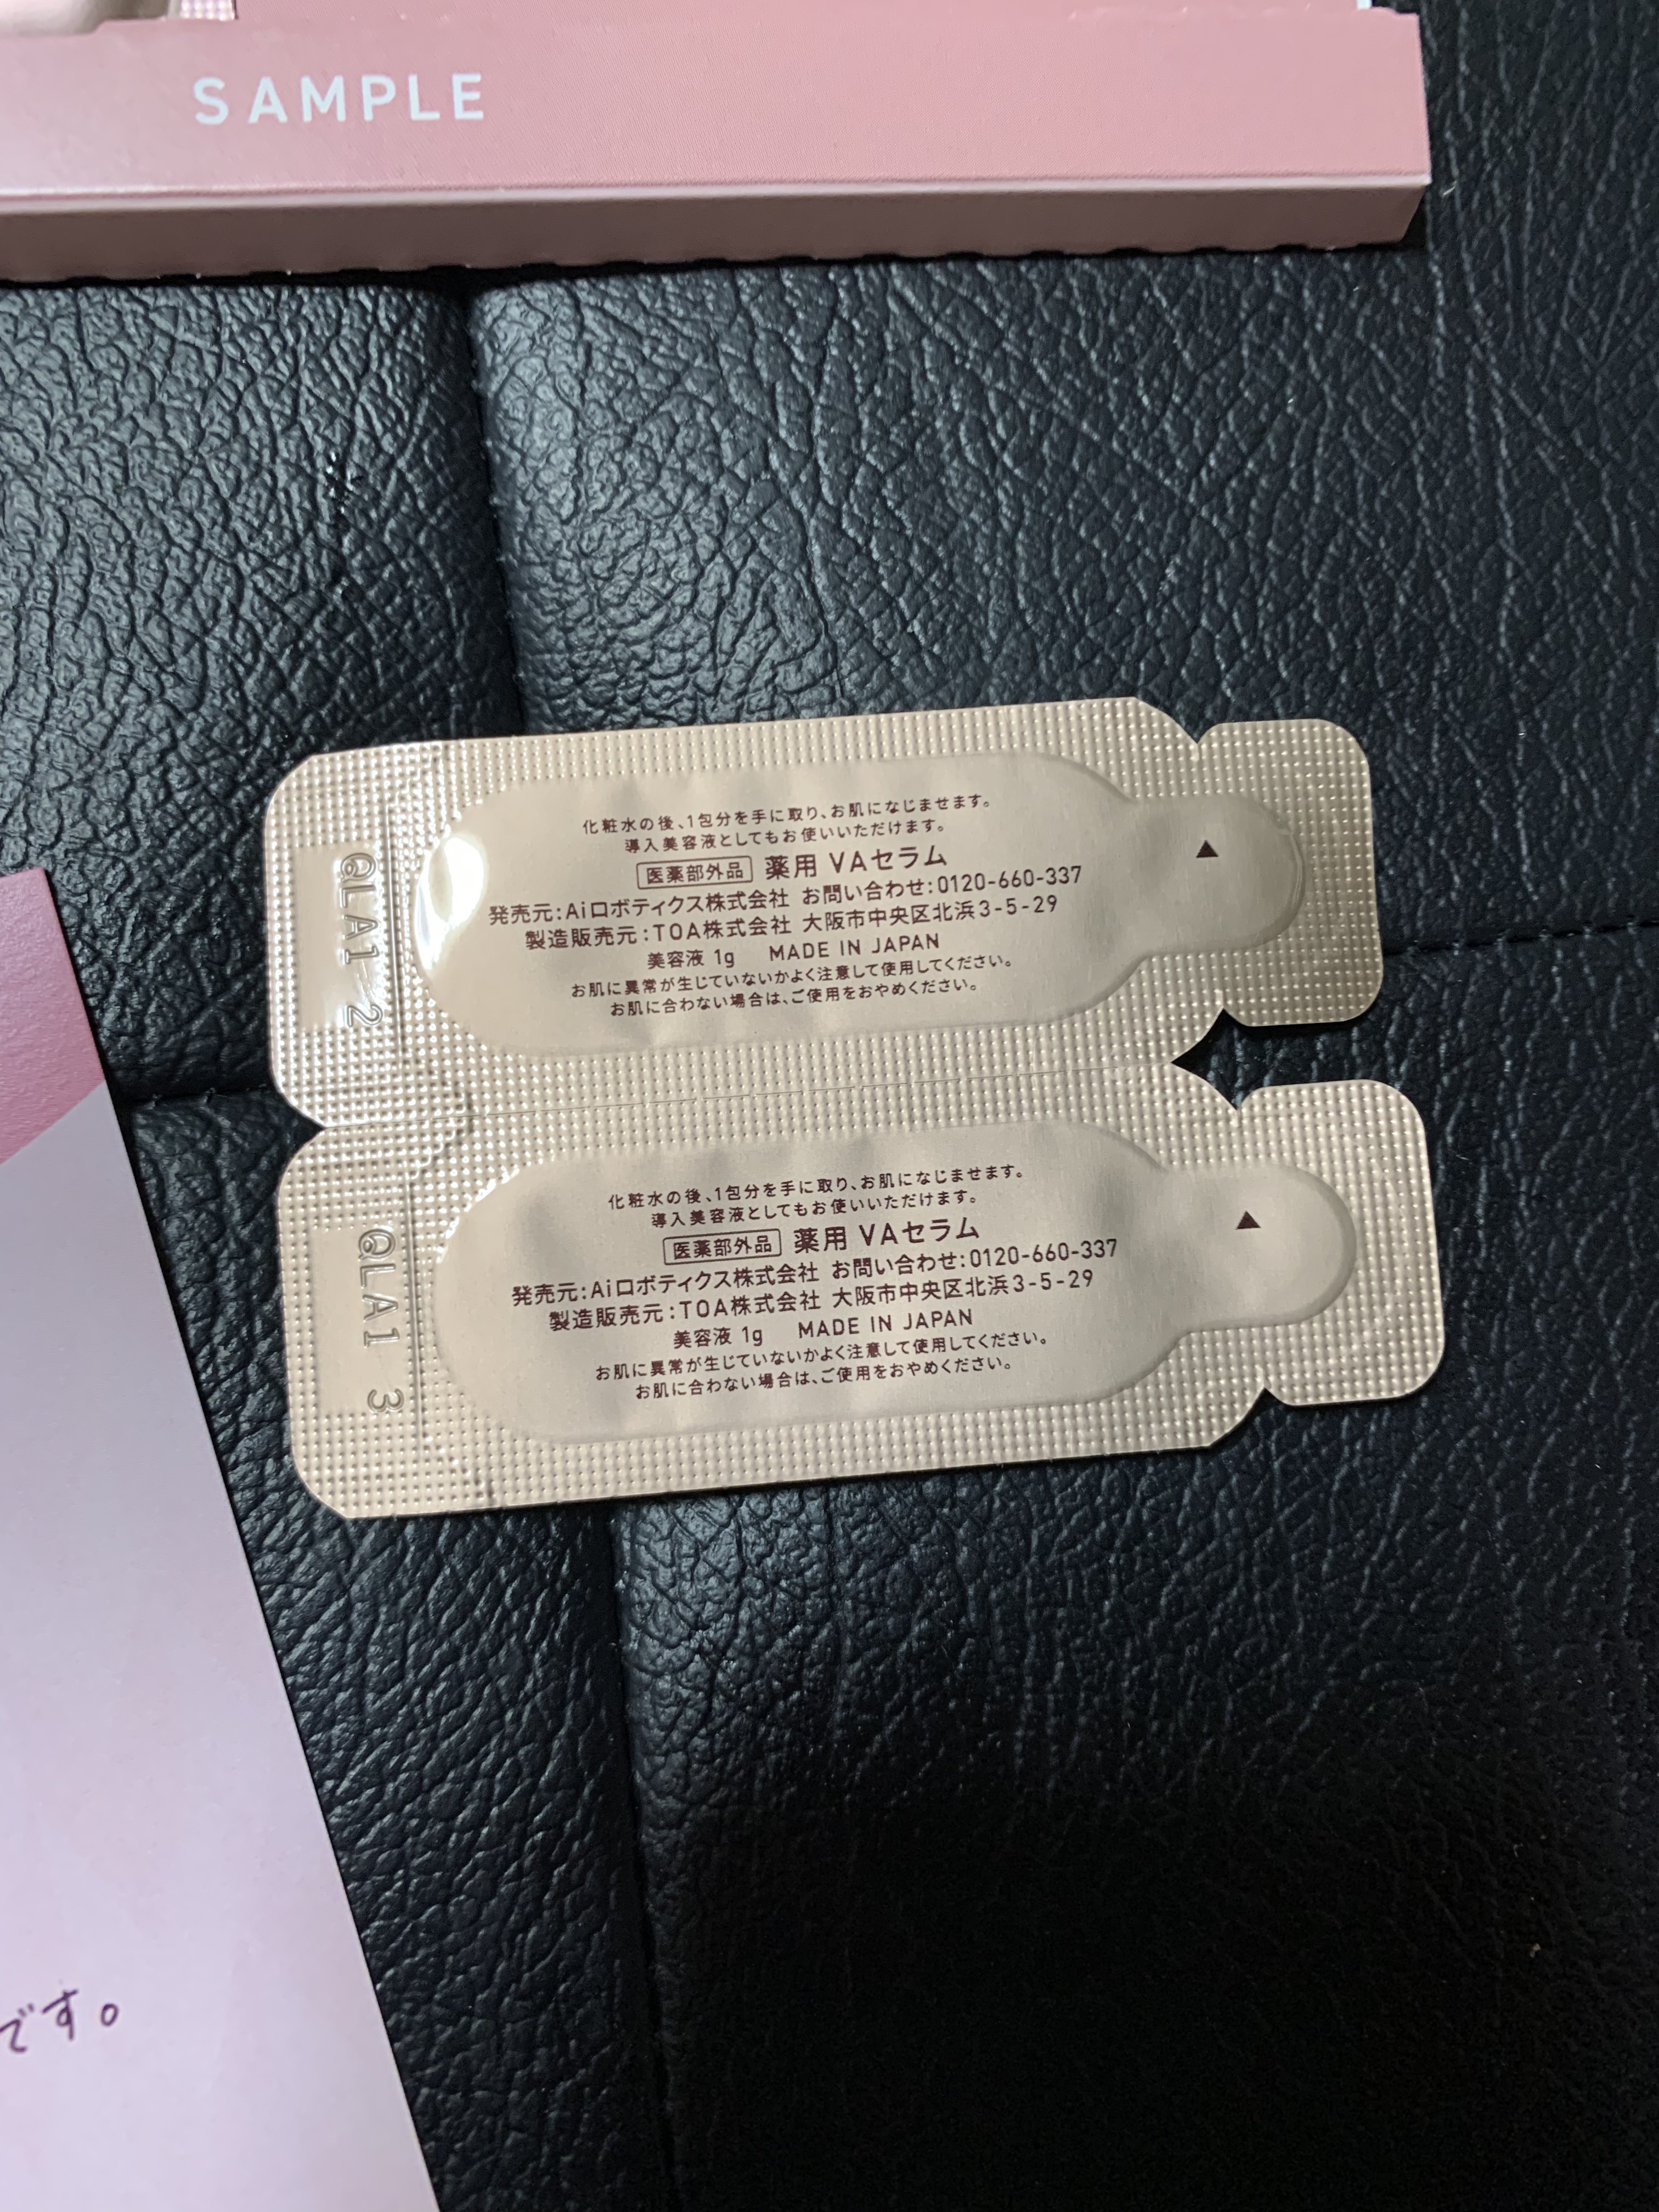 SAMPLE
化粧水の後、1包分を手に取り、お肌になじませます。
導入美容液としてもお使いいただけます。
医薬部外品 薬用 VAセラム
発売元:Aiロボティクス株式会社 お問い合わせ:0120-660-337
製造販売元:TOA株式会社 大阪市中央区北浜3-5-29
美容液 1g MADE IN JAPAN
お肌に異常が生じていないかよく注意して使用してください。
お肌に合わない場合は、ご使用をおやめください。
@LA1 2
化粧水の後、1包分を手に取り、お肌になじませます。
導入美容液としてもお使いいただけます。
医薬部外品 薬用 VAセラム
発売元:Aiロボティクス株式会社 お問い合わせ:0120-660-337
製造販売元:TOA株式会社 大阪市中央区北浜3-5-29
美容液 1g MADE IN JAPAN
お肌に異常が生じていないかよく注意して使用してください。
お肌に合わない場合は、ご使用をおやめください。
@LA1 3
です。